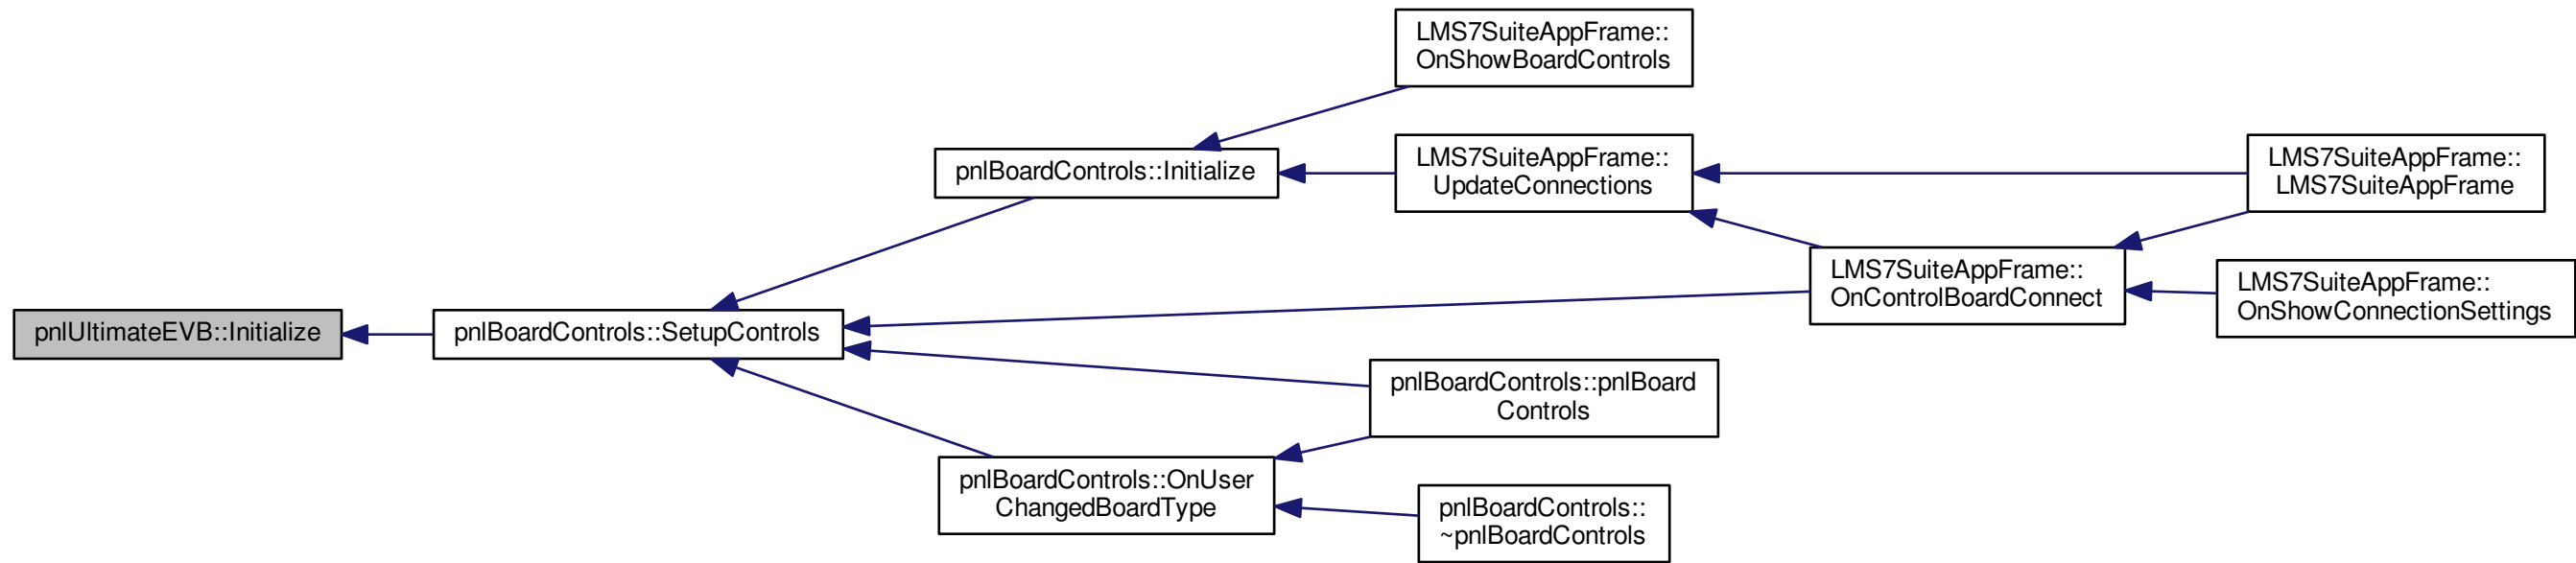 LMS7SuiteAppFrame::
OnShowBoardControls
pnlBoardControls::Initialize
LMS7SuiteAppFrame::
UpdateConnections
LMS7SuiteAppFrame::
LMS7SuiteAppFrame
pnlUltimateEVB::Initialize
pnlBoardControls::SetupControls
LMS7SuiteAppFrame::
OnControlBoardConnect
LMS7SuiteAppFrame::
OnShowConnectionSettings
pnlBoardControls::pnlBoard
Controls
pnlBoardControls::OnUser
ChangedBoardType
pnlBoardControls::
~pnlBoardControls